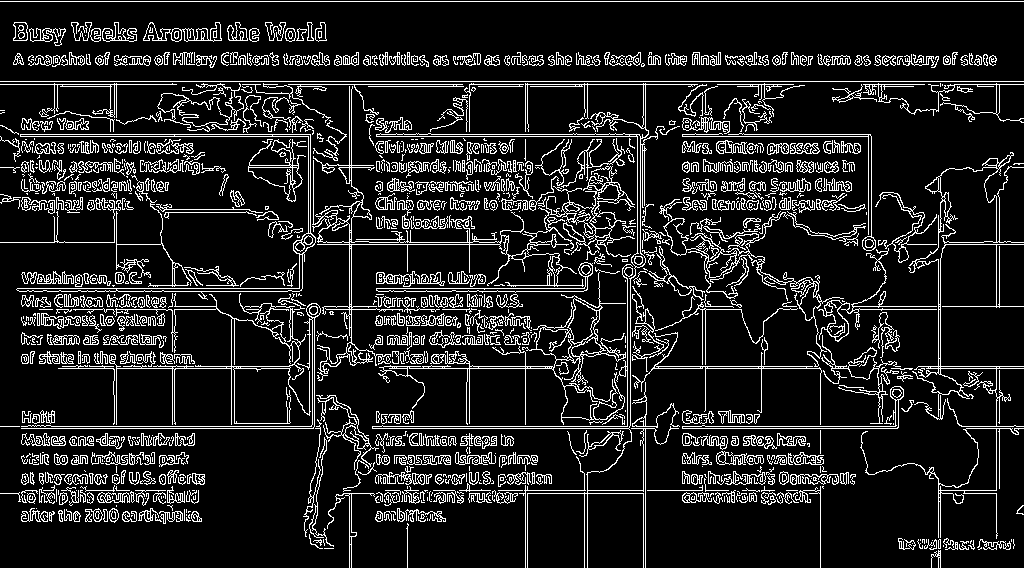 Busy Weeks Around the World
A snapshot of some of Hillary Clinton's travels and activities, as well as crises she has faced, in the final weeks of her term as secretary of state
New York
Meets with world leaders
at U.N. assembly, including
Libyan president after
Benghazi attack.
Syria
Civil war kills tens of
thousands, highlighting
a disagreement with
China over how to tame
the bloodshed.
Beijing
Mrs. Clinton presses China
on humanitarian issues in
Syria and on South China
Sea territorial disputes.
Washington, D.C.
Mrs. Clinton indicates
willingness to extend
her term as secretary
of state in the short term.
Benghazi, Libya
Terror attack kills U.S.
ambassador, triggering
a major diplomatic and
political crisis.
Haiti
Makes one-day whirlwind
visit to an industrial park
at the center of U.S. efforts
to help the country rebuild
after the 2010 earthquake.
Israel
Mrs. Clinton steps in
to reassure Israeli prime
minister over U.S. position
against Iran's nuclear
ambitions.
East Timor
During a stop here,
Mrs. Clinton watches
her husband's Democratic
convention speech.
The Wall Street Journal